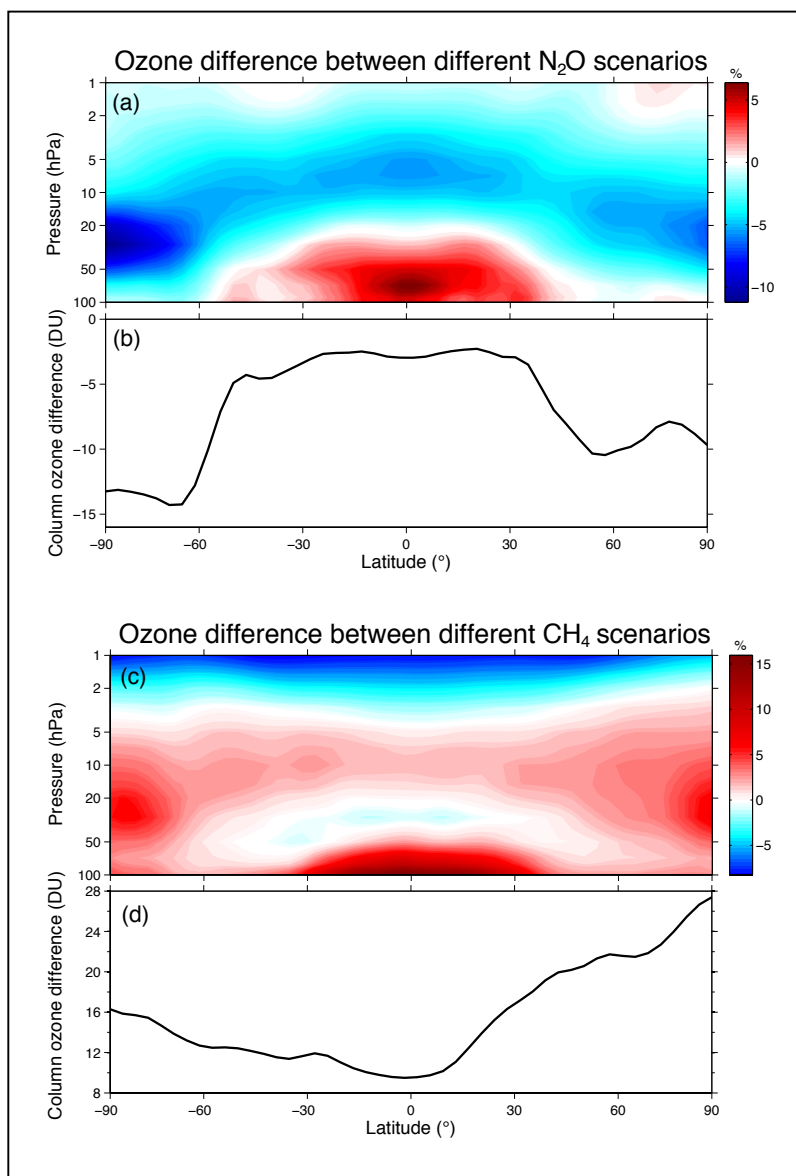 Ozone difference between different N₂O scenarios
(a)
%
1
2
5
10
20
50
100
Pressure (hPa)
5
0
−5
−10
(b)
0
−5
−10
−15
Column ozone difference (DU)
−90 −60 −30 0 30 60 90
Latitude (°)
Ozone difference between different CH₄ scenarios
(c)
%
1
2
5
10
20
50
100
Pressure (hPa)
15
10
5
0
−5
(d)
28
24
20
16
12
8
Column ozone difference (DU)
−90 −60 −30 0 30 60 90
Latitude (°)